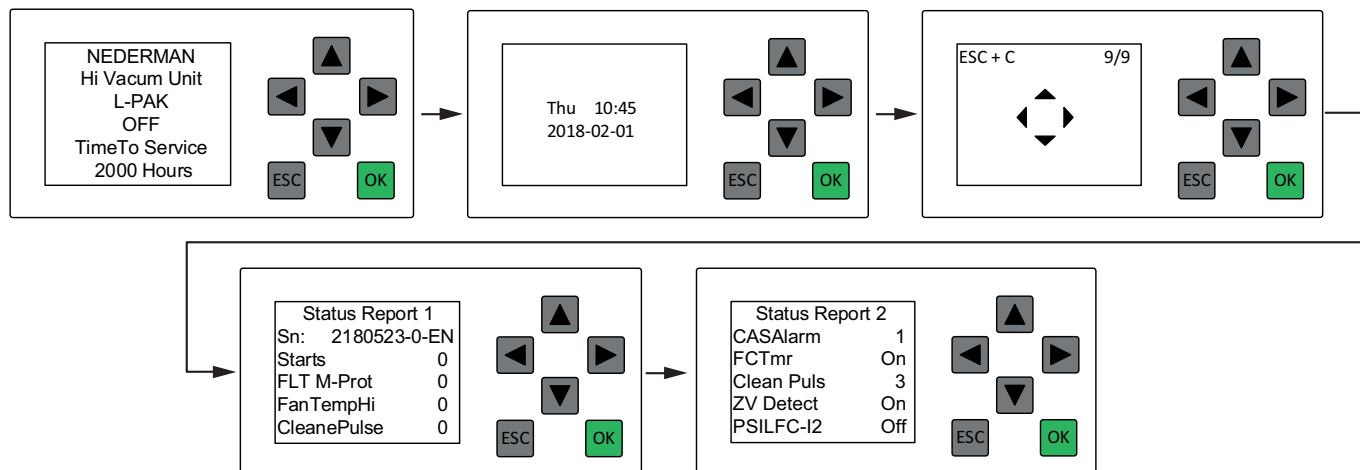 NEDERMAN
Hi Vacum Unit
L-PAK
OFF
TimeTo Service
2000 Hours
ESC
OK
Thu 10:45
2018-02-01
ESC
OK
ESC + C 9/9
ESC
OK
Status Report 1
Sn: 2180523-0-EN
Starts 0
FLT M-Prot 0
FanTempHi 0
CleanePulse 0
ESC
OK
Status Report 2
CASAlarm 1
FCTmr On
Clean Puls 3
ZV Detect On
PSILFC-I2 Off
ESC
OK